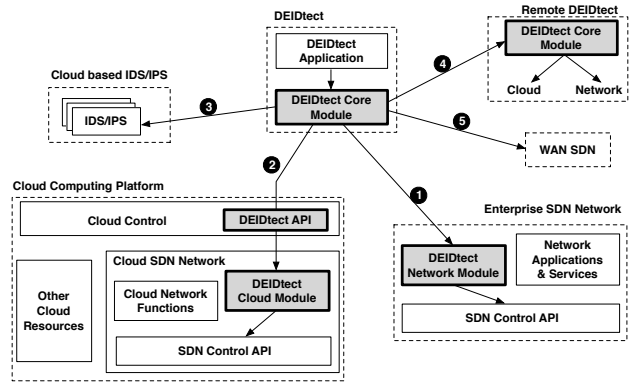 DEIDtect
DEIDtect
Application
DEIDtect Core
Module
Remote DEIDtect
DEIDtect Core
Module
Cloud
Network
4
Cloud based IDS/IPS
IDS/IPS
3
5
WAN SDN
2
1
Cloud Computing Platform
Cloud Control
DEIDtect API
Cloud SDN Network
Other
Cloud
Resources
Cloud Network
Functions
DEIDtect
Cloud Module
SDN Control API
Enterprise SDN Network
DEIDtect
Network Module
Network
Applications
& Services
SDN Control API